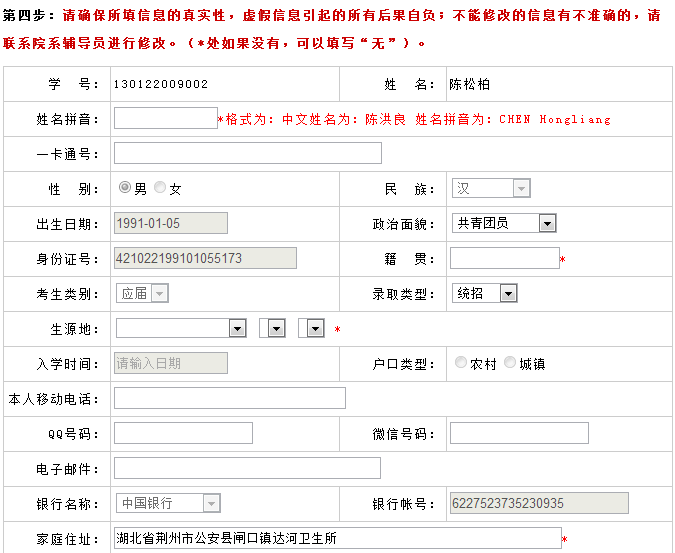 第四步：请确保所填信息的真实性，虚假信息引起的所有后果自负；不能修改的信息有不准确的，请
联系院系辅导员进行修改。（*处如果没有，可以填写“无”）。
学 号： 130122009002 姓 名： 陈松柏
姓名拼音： *格式为：中文姓名为：陈洪良 姓名拼音为：CHEN Hongliang
一卡通号：
性 别： 男 女 民 族： 汉
出生日期： 1991-01-05 政治面貌： 共青团员
身份证号： 421022199101055173 籍 贯： *
考生类别： 应届 录取类型： 统招
生源地： *
入学时间： 请输入日期 户口类型： 农村 城镇
本人移动电话：
QQ号码： 微信号码：
电子邮件：
银行名称： 中国银行 银行帐号： 6227523735230935
家庭住址： 湖北省荆州市公安县闸口镇达河卫生所 *